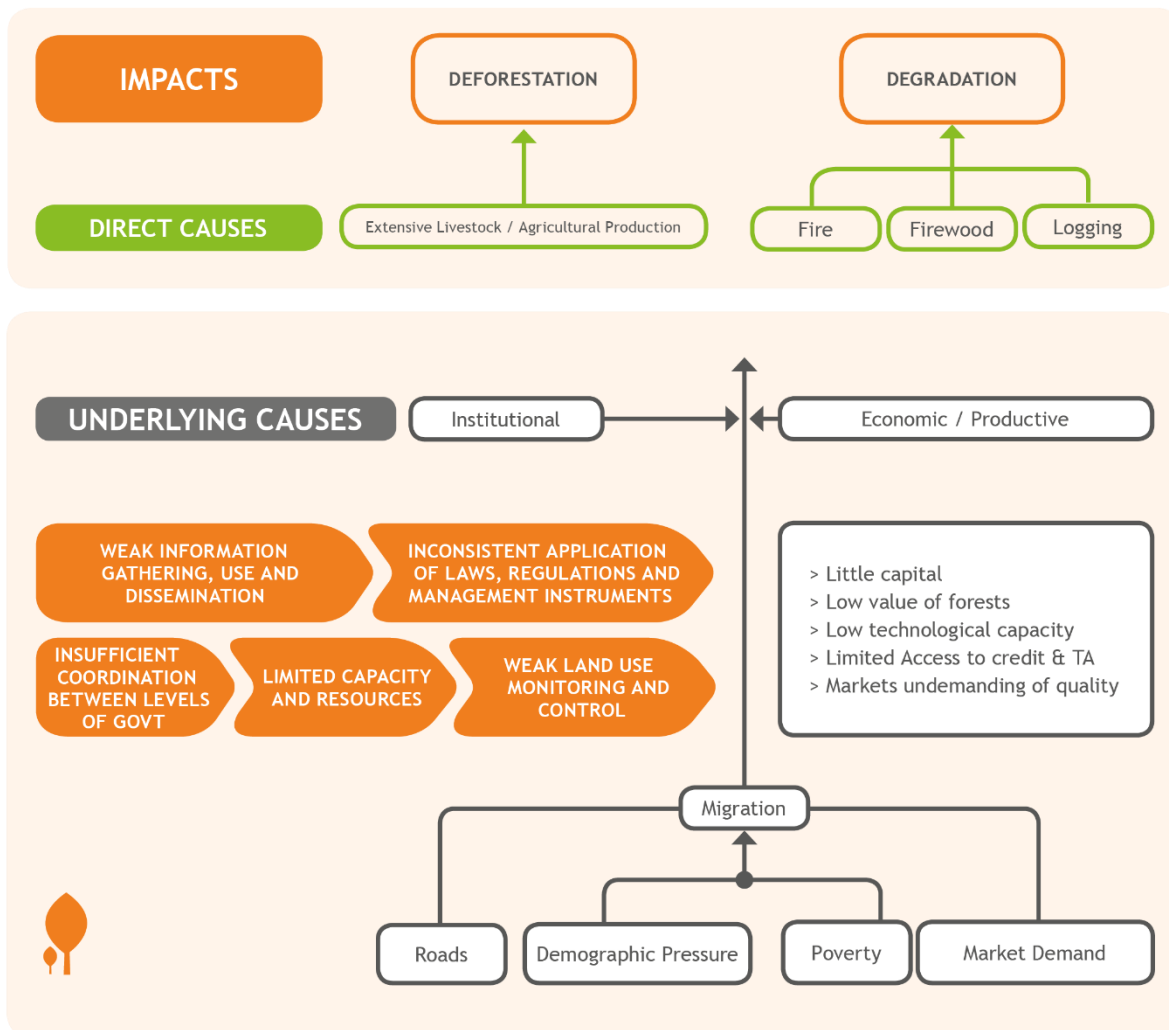 IMPACTS
DEFORESTATION
DEGRADATION
DIRECT CAUSES
Extensive Livestock / Agricultural Production
Fire
Firewood
Logging
UNDERLYING CAUSES
Institutional
Economic / Productive
WEAK INFORMATION
GATHERING, USE AND
DISSEMINATION
INCONSISTENT APPLICATION
OF LAWS, REGULATIONS AND
MANAGEMENT INSTRUMENTS
INSUFFICIENT
COORDINATION
BETWEEN LEVELS
OF GOVT
LIMITED CAPACITY
AND RESOURCES
WEAK LAND USE
MONITORING AND
CONTROL
> Little capital
> Low value of forests
> Low technological capacity
> Limited Access to credit & TA
> Markets undemanding of quality
Migration
Roads
Demographic Pressure
Poverty
Market Demand